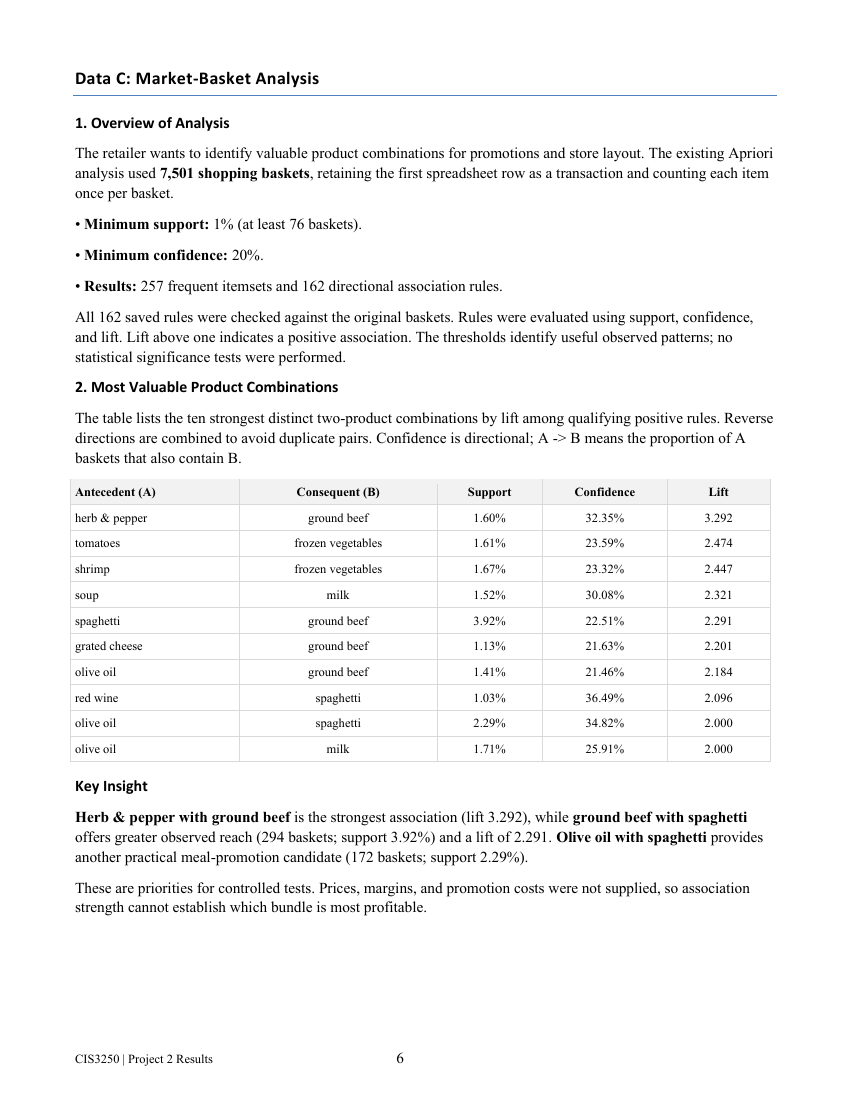 Data C: Market-Basket Analysis
1. Overview of Analysis
The retailer wants to identify valuable product combinations for promotions and store layout. The existing Apriori
analysis used 7,501 shopping baskets, retaining the first spreadsheet row as a transaction and counting each item
once per basket.
• Minimum support: 1% (at least 76 baskets).
• Minimum confidence: 20%.
• Results: 257 frequent itemsets and 162 directional association rules.
All 162 saved rules were checked against the original baskets. Rules were evaluated using support, confidence,
and lift. Lift above one indicates a positive association. The thresholds identify useful observed patterns; no
statistical significance tests were performed.
2. Most Valuable Product Combinations
The table lists the ten strongest distinct two-product combinations by lift among qualifying positive rules. Reverse
directions are combined to avoid duplicate pairs. Confidence is directional; A -> B means the proportion of A
baskets that also contain B.
Antecedent (A) Consequent (B) Support Confidence Lift
herb & pepper ground beef 1.60% 32.35% 3.292
tomatoes frozen vegetables 1.61% 23.59% 2.474
shrimp frozen vegetables 1.67% 23.32% 2.447
soup milk 1.52% 30.08% 2.321
spaghetti ground beef 3.92% 22.51% 2.291
grated cheese ground beef 1.13% 21.63% 2.201
olive oil ground beef 1.41% 21.46% 2.184
red wine spaghetti 1.03% 36.49% 2.096
olive oil spaghetti 2.29% 34.82% 2.000
olive oil milk 1.71% 25.91% 2.000
Key Insight
Herb & pepper with ground beef is the strongest association (lift 3.292), while ground beef with spaghetti
offers greater observed reach (294 baskets; support 3.92%) and a lift of 2.291. Olive oil with spaghetti provides
another practical meal-promotion candidate (172 baskets; support 2.29%).
These are priorities for controlled tests. Prices, margins, and promotion costs were not supplied, so association
strength cannot establish which bundle is most profitable.
CIS3250 | Project 2 Results 6